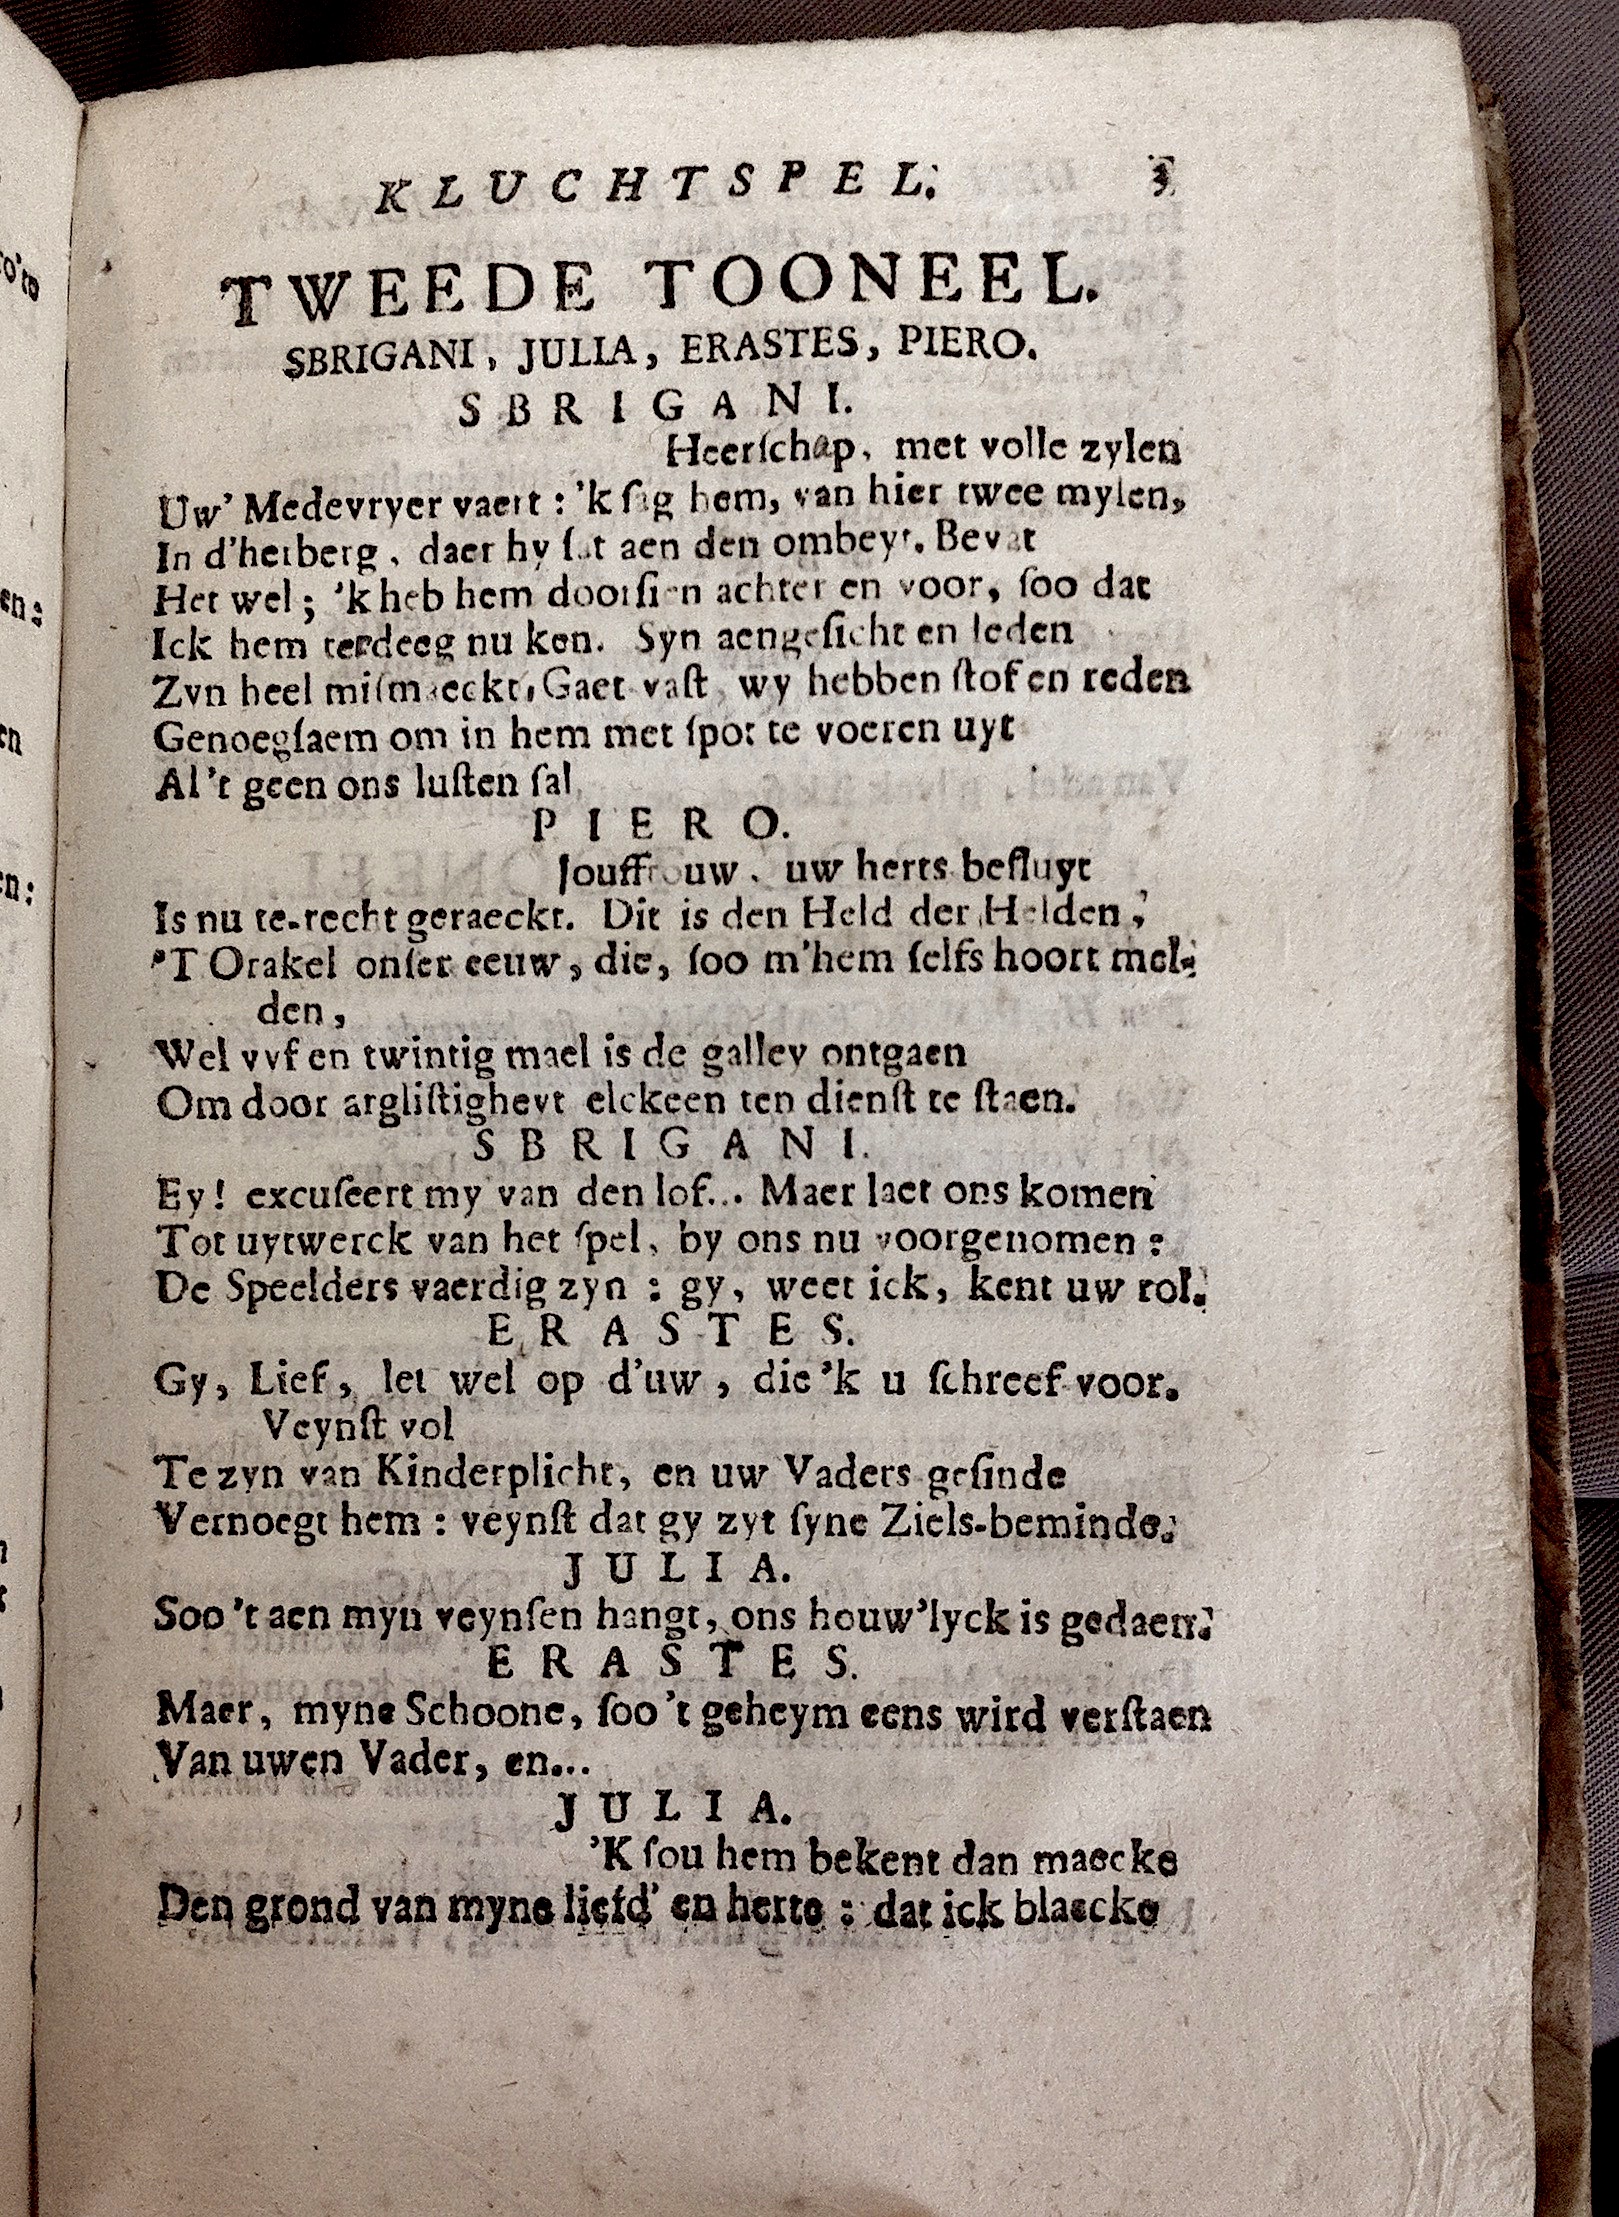 KLUCHTSPEL.
TWEEDE TOONEEL.
SBRIGANI, JULIA, ERASTES, PIERO.
SBRIGANI.
Heerſchap, met volle zylen
Uw' Medevryer vaert : 'k ſag hem, van hier twee mylen,
In d'herberg, daer hy ſat aen den ombeyt. Bevat
Het wel; 'k heb hem doorſien achter en voor, ſoo dat
Ick hem terdeeg nu ken. Syn aengeſicht en leden
Zyn heel miſmaeckt, Gaet vaſt, wy hebben ſtof en reden
Genoegſaem om in hem met ſpot te voeren uyt
Al 't geen ons luſten ſal
PIERO.
Jouffrouw, uw herts beſluyt
Is nu te-recht geraeckt. Dit is den Held der Helden,
'T Orakel onſer eeuw, die, ſoo m'hem ſelfs hoort mel-
den,
Wel vyf en twintig mael is de galley ontgaen
Om door argliſtigheyt elckeen ten dienſt te ſtaen.
SBRIGANI.
Ey! excuſeert my van den lof... Maer laet ons komen
Tot uytwerck van het ſpel, by ons nu voorgenomen :
De Speelders vaerdig zyn : gy, weet ick, kent uw rol.
ERASTES.
Gy, Lief, let wel op d'uw, die 'k u ſchreef voor.
Veynſt vol
Te zyn van Kinderplicht, en uw Vaders geſinde
Vernoegt hem : veynſt dat gy zyt ſyne Ziels-beminde.
JULIA.
Soo 't aen myn veynſen hangt, ons houw'lyck is gedaen.
ERASTES.
Maer, myne Schoone, ſoo 't geheym eens wird verſtaen
Van uwen Vader, en...
JULIA.
'K ſou hem bekent dan maecke
Den grond van myne liefd' en herte : dat ick blaecke